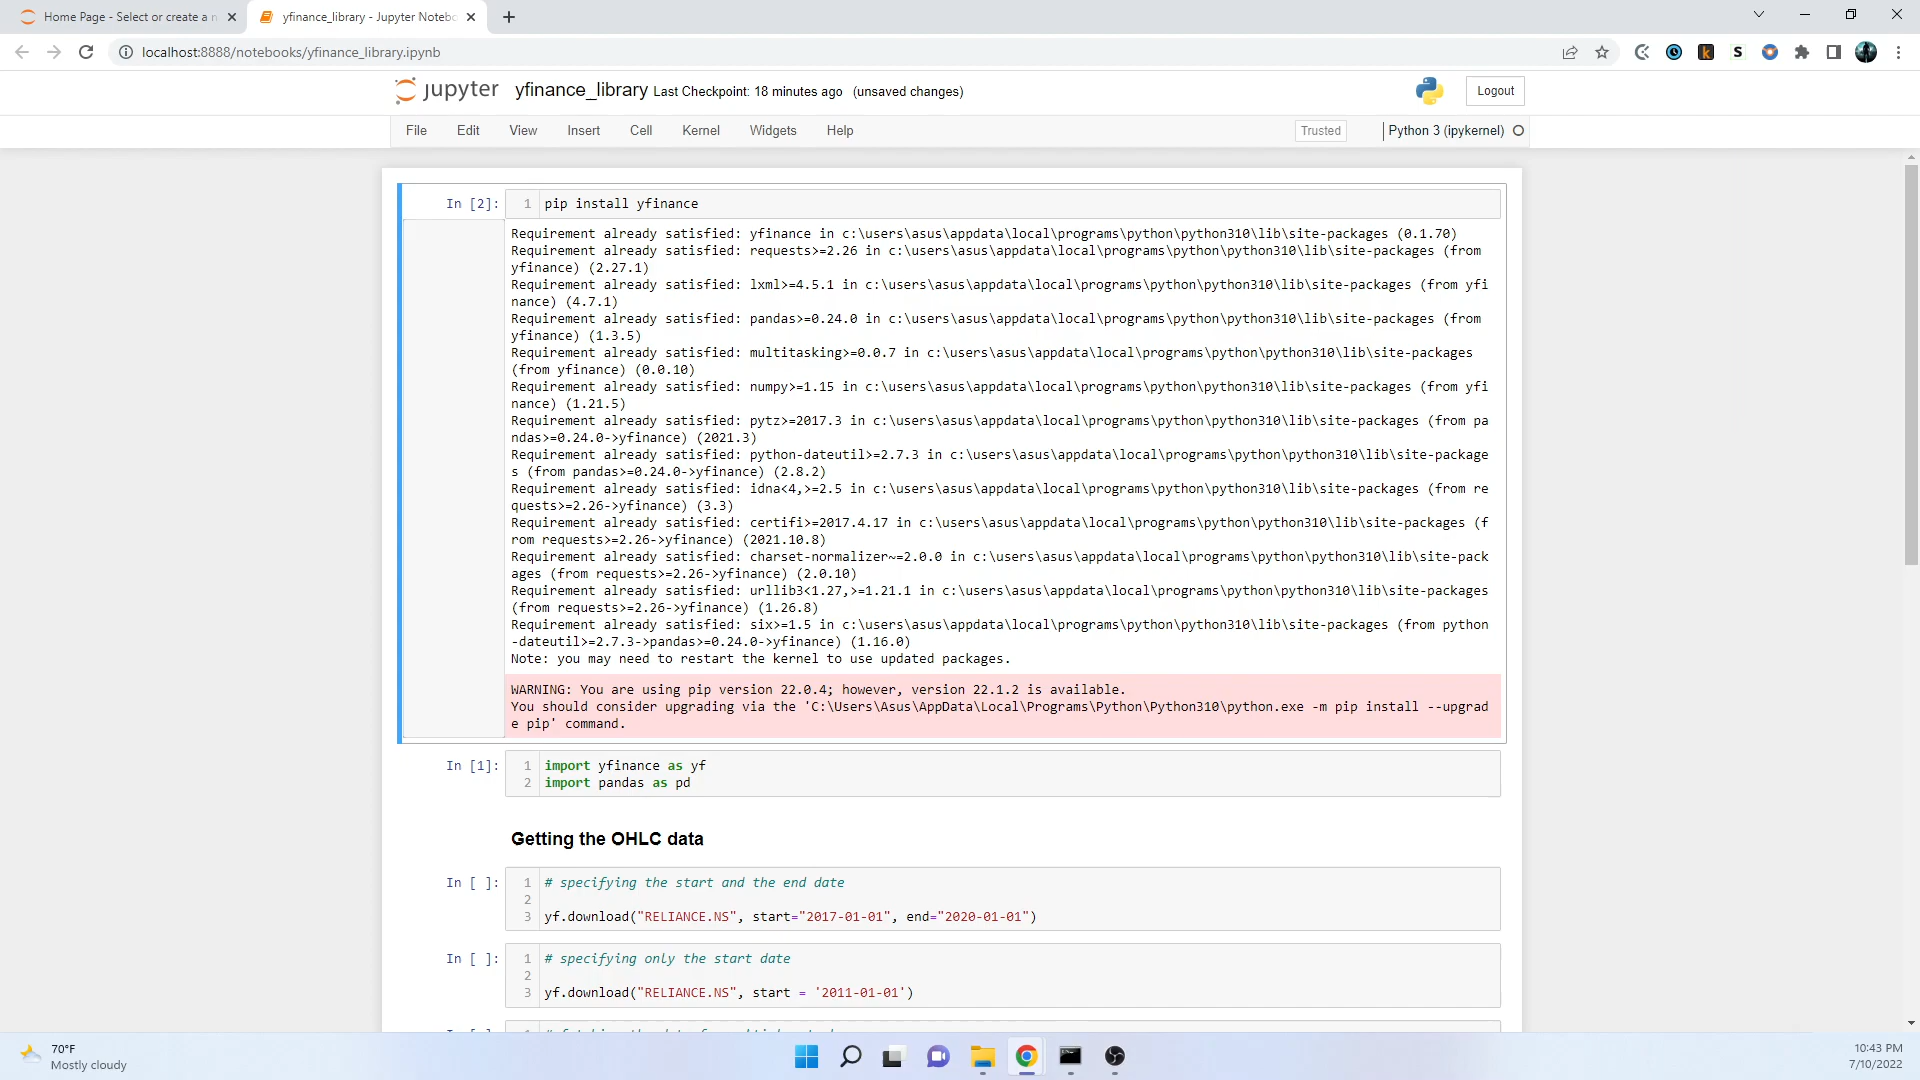 Home Page - Select or create a n
yfinance_library - Jupyter Notebo
localhost:8888/notebooks/yfinance_library.ipynb
jupyter yfinance_library Last Checkpoint: 18 minutes ago (unsaved changes)
Logout
File Edit View Insert Cell Kernel Widgets Help
Trusted
Python 3 (ipykernel)
In [2]:
1 pip install yfinance
Requirement already satisfied: yfinance in c:\users\asus\appdata\local\programs\python\python310\lib\site-packages (0.1.70)
Requirement already satisfied: requests>=2.26 in c:\users\asus\appdata\local\programs\python\python310\lib\site-packages (from
yfinance) (2.27.1)
Requirement already satisfied: lxml>=4.5.1 in c:\users\asus\appdata\local\programs\python\python310\lib\site-packages (from yfi
nance) (4.7.1)
Requirement already satisfied: pandas>=0.24.0 in c:\users\asus\appdata\local\programs\python\python310\lib\site-packages (from
yfinance) (1.3.5)
Requirement already satisfied: multitasking>=0.0.7 in c:\users\asus\appdata\local\programs\python\python310\lib\site-packages
(from yfinance) (0.0.10)
Requirement already satisfied: numpy>=1.15 in c:\users\asus\appdata\local\programs\python\python310\lib\site-packages (from yfi
nance) (1.21.5)
Requirement already satisfied: pytz>=2017.3 in c:\users\asus\appdata\local\programs\python\python310\lib\site-packages (from pa
ndas>=0.24.0->yfinance) (2021.3)
Requirement already satisfied: python-dateutil>=2.7.3 in c:\users\asus\appdata\local\programs\python\python310\lib\site-package
s (from pandas>=0.24.0->yfinance) (2.8.2)
Requirement already satisfied: idna<4,>=2.5 in c:\users\asus\appdata\local\programs\python\python310\lib\site-packages (from re
quests>=2.26->yfinance) (3.3)
Requirement already satisfied: certifi>=2017.4.17 in c:\users\asus\appdata\local\programs\python\python310\lib\site-packages (f
rom requests>=2.26->yfinance) (2021.10.8)
Requirement already satisfied: charset-normalizer~=2.0.0 in c:\users\asus\appdata\local\programs\python\python310\lib\site-pack
ages (from requests>=2.26->yfinance) (2.0.10)
Requirement already satisfied: urllib3<1.27,>=1.21.1 in c:\users\asus\appdata\local\programs\python\python310\lib\site-packages
(from requests>=2.26->yfinance) (1.26.8)
Requirement already satisfied: six>=1.5 in c:\users\asus\appdata\local\programs\python\python310\lib\site-packages (from python
-dateutil>=2.7.3->pandas>=0.24.0->yfinance) (1.16.0)
Note: you may need to restart the kernel to use updated packages.
WARNING: You are using pip version 22.0.4; however, version 22.1.2 is available.
You should consider upgrading via the 'C:\Users\Asus\AppData\Local\Programs\Python\Python310\python.exe -m pip install --upgrad
e pip' command.
In [1]:
1 import yfinance as yf
2 import pandas as pd
Getting the OHLC data
In [ ]:
1 # specifying the start and the end date
2
3 yf.download("RELIANCE.NS", start="2017-01-01", end="2020-01-01")
In [ ]:
1 # specifying only the start date
2
3 yf.download("RELIANCE.NS", start = '2011-01-01')
70°F
Mostly cloudy
10:43 PM
7/10/2022